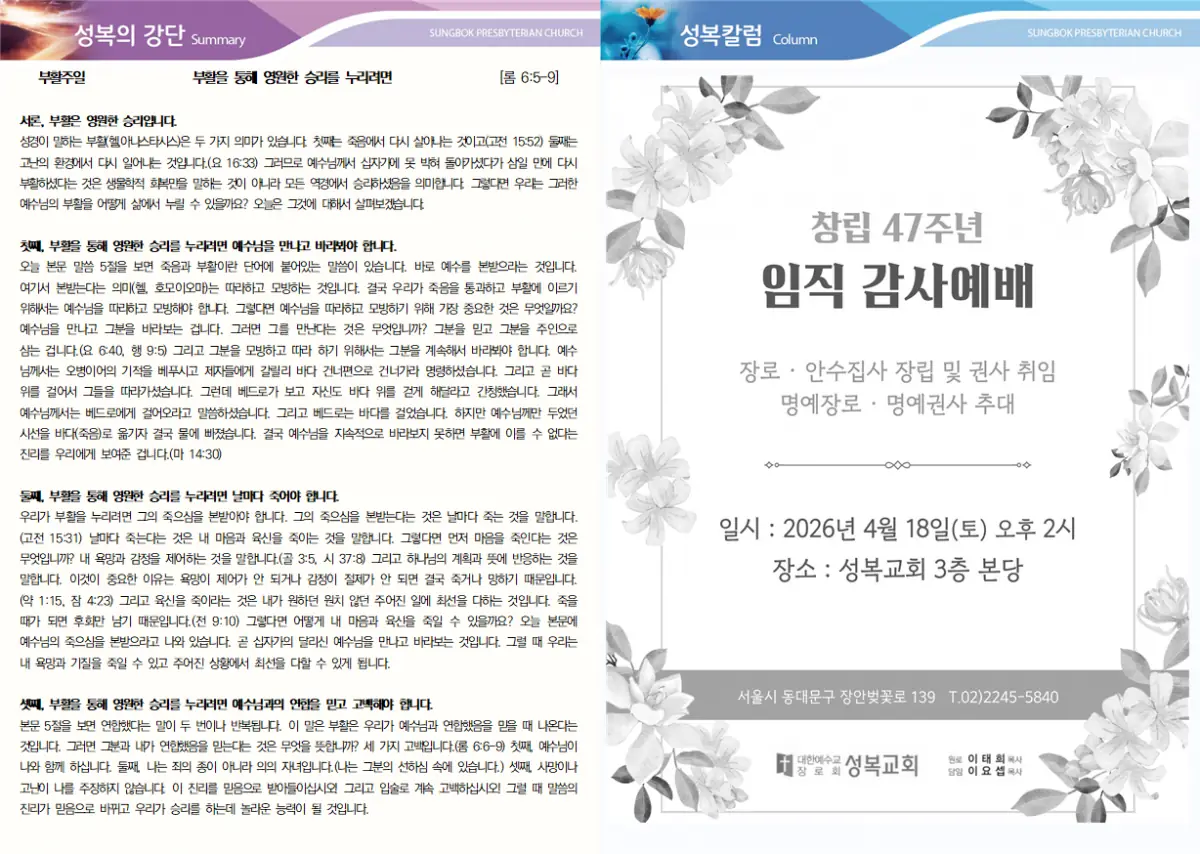 성복의 강단 Summary
SUNGBOK PRESBYTERIAN CHURCH
부활주일 부활을 통해 영원한 승리를 누리려면 [롬 6:5-9]
서론, 부활은 영원한 승리입니다.
성경이 말하는 부활(헬,아나스타시스)은 두 가지 의미가 있습니다. 첫째는 죽음에서 다시 살아나는 것이고(고전 15:52) 둘째는
고난의 환경에서 다시 일어나는 것입니다.(요 16:33) 그러므로 예수님께서 십자가에 못 박혀 돌아가셨다가 삼일 만에 다시
부활하셨다는 것은 생물학적 회복만을 말하는 것이 아니라 모든 역경에서 승리하셨음을 의미합니다. 그렇다면 우리는 그러한
예수님의 부활을 어떻게 삶에서 누릴 수 있을까요? 오늘은 그것에 대해서 살펴보겠습니다.
첫째, 부활을 통해 영원한 승리를 누리려면 예수님을 만나고 바라봐야 합니다.
오늘 본문 말씀 5절을 보면 죽음과 부활이란 단어에 붙어있는 말씀이 있습니다. 바로 예수를 본받으라는 것입니다.
여기서 본받는다는 의미(헬, 호모이오마)는 따라하고 모방하는 것입니다. 결국 우리가 죽음을 통과하고 부활에 이르기
위해서는 예수님을 따라하고 모방해야 합니다. 그렇다면 예수님을 따라하고 모방하기 위해 가장 중요한 것은 무엇일까요?
예수님을 만나고 그분을 바라보는 겁니다. 그러면 그를 만난다는 것은 무엇입니까? 그분을 믿고 그분을 주인으로
삼는 겁니다.(요 6:40, 행 9:5) 그리고 그분을 모방하고 따라 하기 위해서는 그분을 계속해서 바라봐야 합니다. 예수
님께서는 오병이어의 기적을 베푸시고 제자들에게 갈릴리 바다 건너편으로 건너가라 명령하셨습니다. 그리고 곧 바다
위를 걸어서 그들을 따라가셨습니다. 그런데 베드로가 보고 자신도 바다 위를 걷게 해달라고 간청했습니다. 그래서
예수님께서는 베드로에게 걸어오라고 말씀하셨습니다. 그리고 베드로는 바다를 걸었습니다. 하지만 예수님께만 두었던
시선을 바다(죽음)로 옮기자 결국 물에 빠졌습니다. 결국 예수님을 지속적으로 바라보지 못하면 부활에 이를 수 없다는
진리를 우리에게 보여준 겁니다.(마 14:30)
둘째, 부활을 통해 영원한 승리를 누리려면 날마다 죽어야 합니다.
우리가 부활을 누리려면 그의 죽으심을 본받아야 합니다. 그의 죽으심을 본받는다는 것은 날마다 죽는 것을 말합니다.
(고전 15:31) 날마다 죽는다는 것은 내 마음과 육신을 죽이는 것을 말합니다. 그렇다면 먼저 마음을 죽인다는 것은
무엇입니까? 내 욕망과 감정을 제어하는 것을 말합니다.(골 3:5, 시 37:8) 그리고 하나님의 계획과 뜻에 반응하는 것을
말합니다. 이것이 중요한 이유는 욕망이 제어가 안 되거나 감정이 절제가 안 되면 결국 죽거나 망하기 때문입니다.
(약 1:15, 잠 4:23) 그리고 육신을 죽이라는 것은 내가 원하던 원치 않던 주어진 일에 최선을 다하는 것입니다. 죽을
때가 되면 후회만 남기 때문입니다.(전 9:10) 그렇다면 어떻게 내 마음과 육신을 죽일 수 있을까요? 오늘 본문에
예수님의 죽으심을 본받으라고 나와 있습니다. 곧 십자가의 달리신 예수님을 만나고 바라보는 것입니다. 그럴 때 우리는
내 욕망과 기질을 죽일 수 있고 주어진 상황에서 최선을 다할 수 있게 됩니다.
셋째, 부활을 통해 영원한 승리를 누리려면 예수님과의 연합을 믿고 고백해야 합니다.
본문 5절을 보면 연합했다는 말이 두 번이나 반복됩니다. 이 말은 부활은 우리가 예수님과 연합했음을 믿을 때 나온다는
것입니다. 그러면 그분과 내가 연합했음을 믿는다는 것은 무엇을 뜻합니까? 세 가지 고백입니다.(롬 6:6-9) 첫째, 예수님이
나와 함께 하십니다. 둘째, 나는 죄의 종이 아니라 의의 자녀입니다.(나는 그분의 선하심 속에 있습니다.) 셋째, 사망이나
고난이 나를 주장하지 않습니다. 이 진리를 믿음으로 받아들이십시오! 그리고 입술로 계속 고백하십시오! 그럴 때 말씀의
진리가 믿음으로 바뀌고 우리가 승리를 하는데 놀라운 능력이 될 것입니다.
성복칼럼 Column
SUNGBOK PRESBYTERIAN CHURCH
창립 47주년
임직 감사예배
장로 · 안수집사 장립 및 권사 취임
명예장로 · 명예권사 추대
일시 : 2026년 4월 18일(토) 오후 2시
장소 : 성복교회 3층 본당
서울시 동대문구 장안벚꽃로 139 T.02)2245-5840
대한예수교
장로회 성복교회
원로 이태희 목사
담임 이요셉 목사